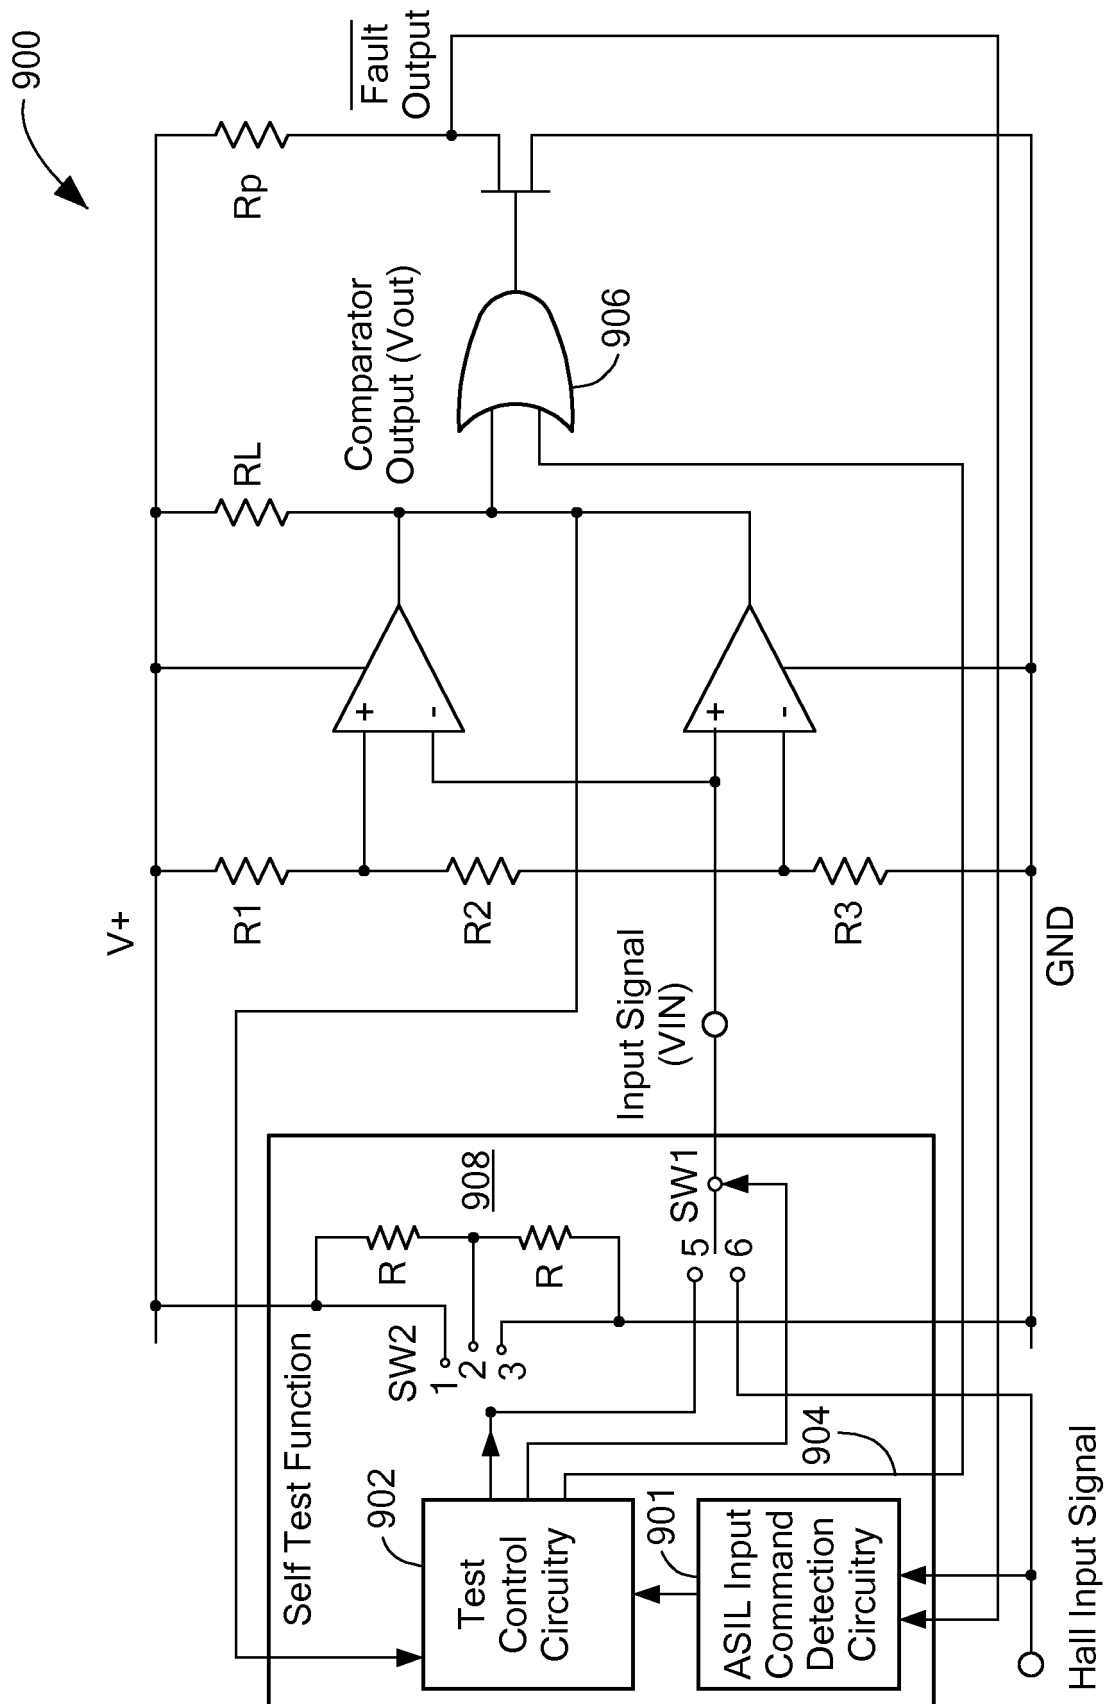 900
V+
R1
R2
R3
RL
Rp
Fault
Output
Comparator
Output (Vout)
906
+
-
+
-
Input Signal
(VIN)
GND
Self Test Function
SW2
1
2
3
R
R
908
SW1
5
6
902
Test
Control
Circuitry
901
904
ASIL Input
Command
Detection
Circuitry
Hall Input Signal